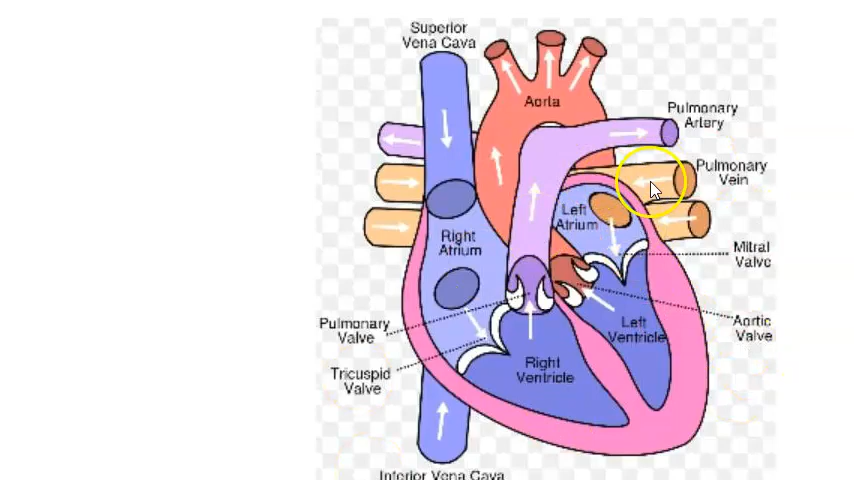 Superior
Vena Cava
Aorta
Pulmonary
Artery
Pulmonary
Vein
Left
Atrium
Right
Atrium
Mitral
Valve
Pulmonary
Valve
Aortic
Valve
Left
Ventricle
Tricuspid
Valve
Right
Ventricle
Inferior Vena Cava